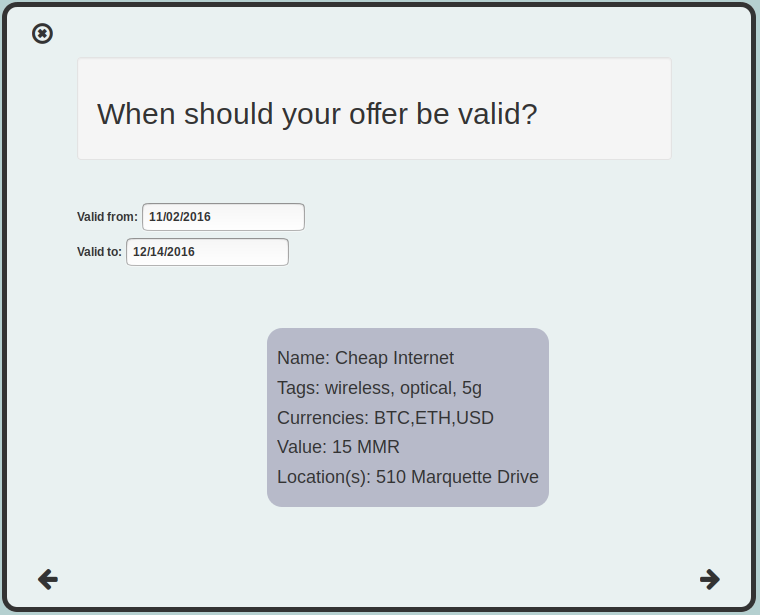 When should your offer be valid?
Valid from: 11/02/2016
Valid to: 12/14/2016
Name: Cheap Internet
Tags: wireless, optical, 5g
Currencies: BTC,ETH,USD
Value: 15 MMR
Location(s): 510 Marquette Drive